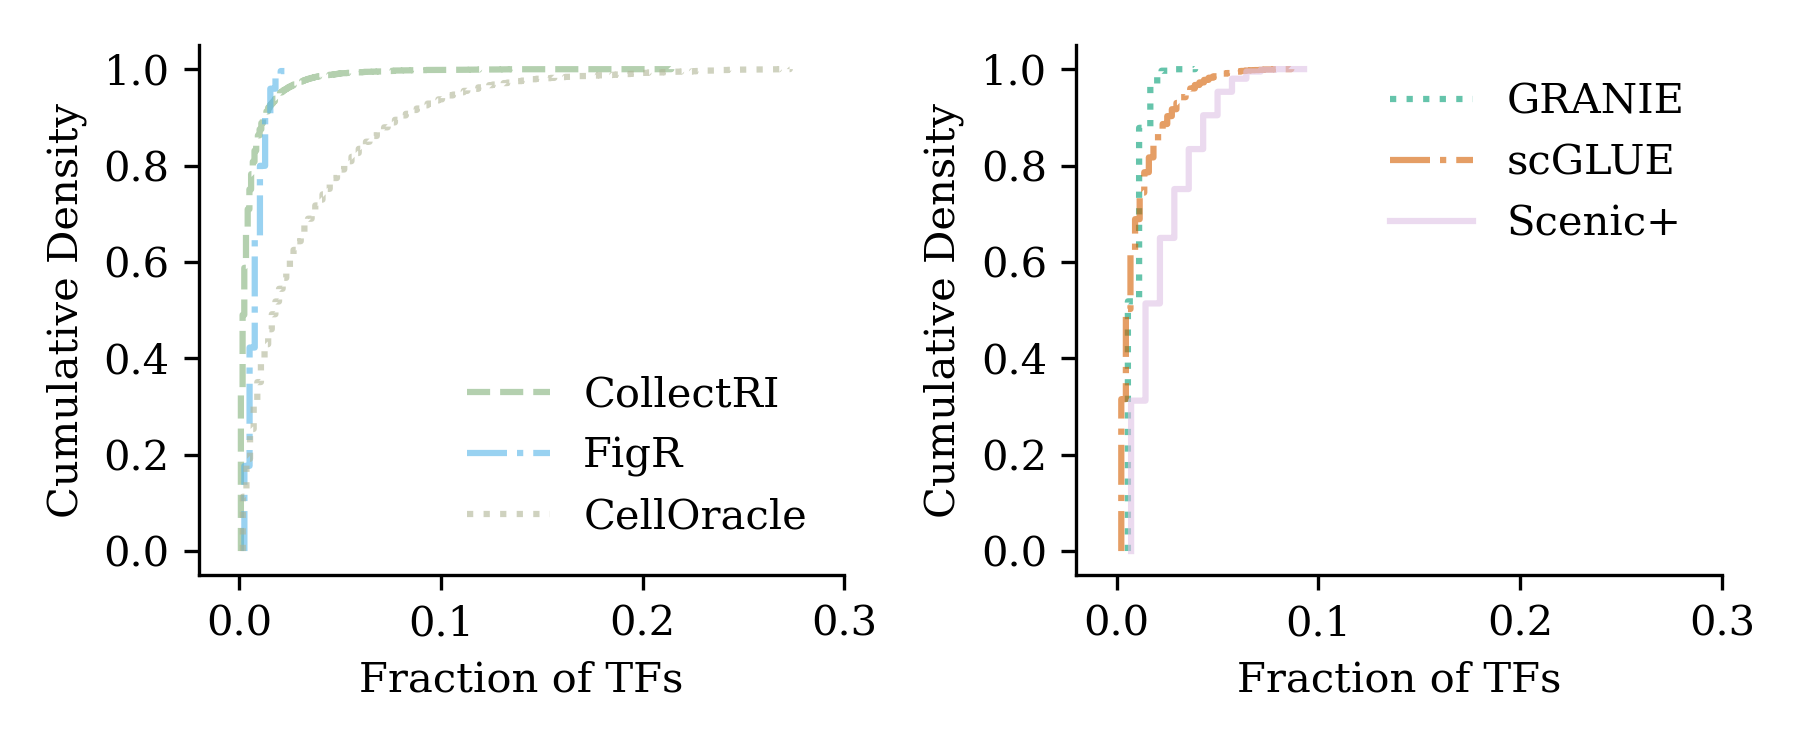 1.0
0.8
0.6
0.4
0.2
0.0
Cumulative Density
0.0 0.1 0.2 0.3
Fraction of TFs
CollectRI
FigR
CellOracle
1.0
0.8
0.6
0.4
0.2
0.0
Cumulative Density
0.0 0.1 0.2 0.3
Fraction of TFs
GRANIE
scGLUE
Scenic+